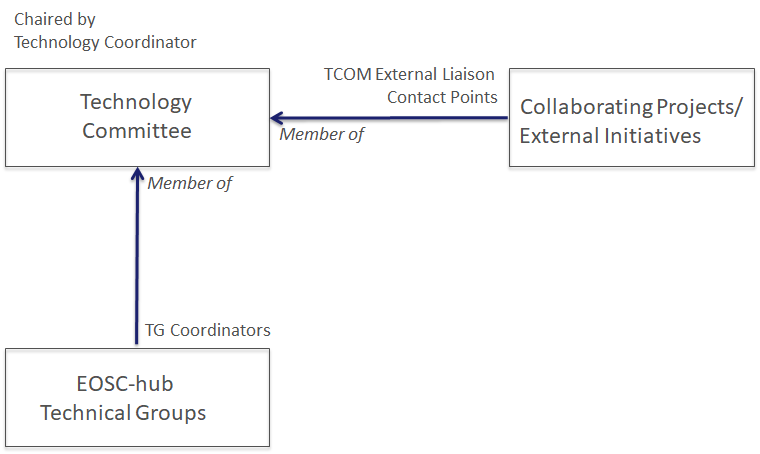 Chaired by
Technology Coordinator
Technology
Committee
TCOM External Liaison
Contact Points
Member of
Collaborating Projects/
External Initiatives
Member of
TG Coordinators
EOSC-hub
Technical Groups